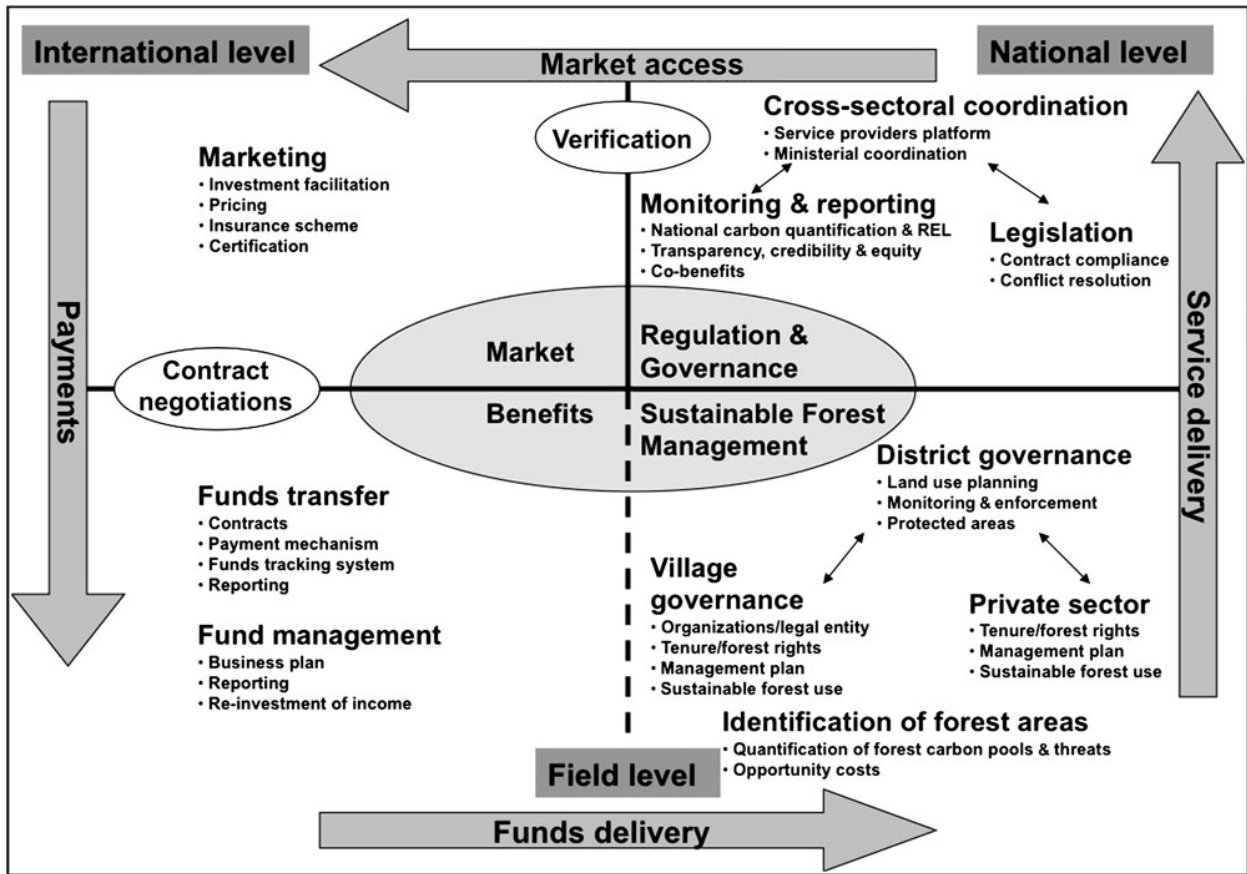 International level
Market access
National level
Verification
Cross-sectoral coordination
• Service providers platform
• Ministerial coordination
Marketing
• Investment facilitation
• Pricing
• Insurance scheme
• Certification
Monitoring & reporting
• National carbon quantification & REL
• Transparency, credibility & equity
• Co-benefits
Legislation
• Contract compliance
• Conflict resolution
Payments
Service delivery
Contract
negotiations
Market
Regulation &
Governance
Benefits
Sustainable Forest
Management
Funds transfer
• Contracts
• Payment mechanism
• Funds tracking system
• Reporting
Fund management
• Business plan
• Reporting
• Re-investment of income
District governance
• Land use planning
• Monitoring & enforcement
• Protected areas
Village
governance
• Organizations/legal entity
• Tenure/forest rights
• Management plan
• Sustainable forest use
Private sector
• Tenure/forest rights
• Management plan
• Sustainable forest use
Identification of forest areas
• Quantification of forest carbon pools & threats
• Opportunity costs
Field level
Funds delivery